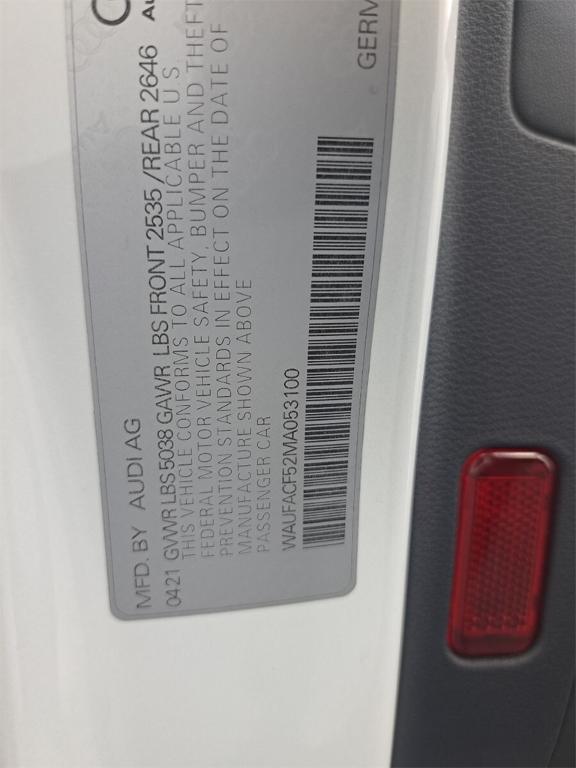 MFD. BY AUDI AG
0421 GVWR LBS 5038 GAWR LBS FRONT 2535 /REAR 2646
THIS VEHICLE CONFORMS TO ALL APPLICABLE U S
FEDERAL MOTOR VEHICLE SAFETY, BUMPER AND THEFT
PREVENTION STANDARDS IN EFFECT ON THE DATE OF
MANUFACTURE SHOWN ABOVE
PASSENGER CAR
WAUFACF52MA053100
GERM